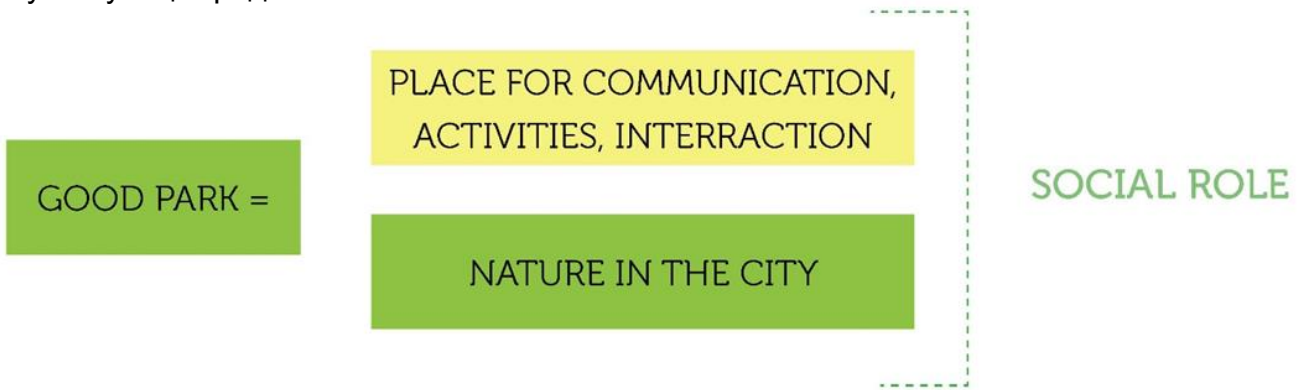 GOOD PARK =
PLACE FOR COMMUNICATION,
ACTIVITIES, INTERRACTION
NATURE IN THE CITY
SOCIAL ROLE